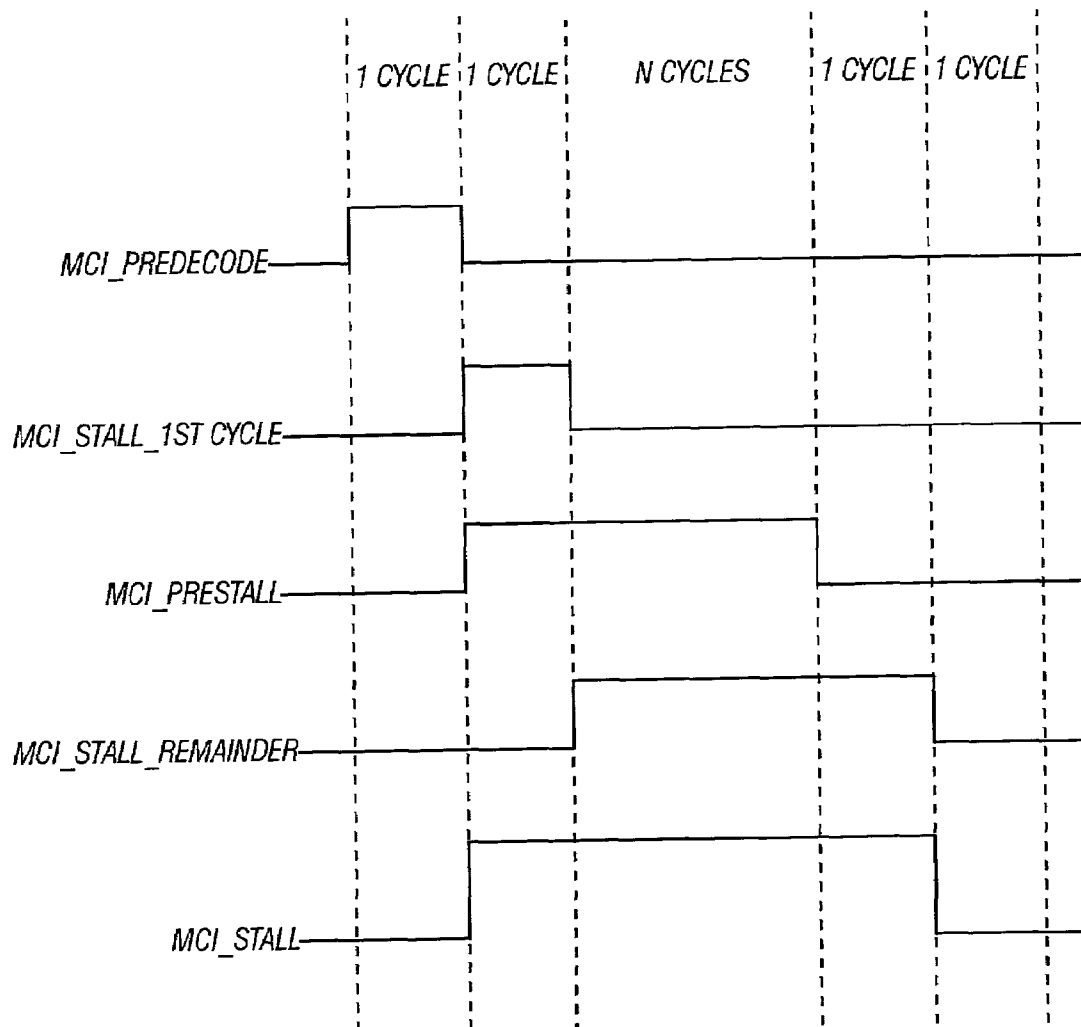 1 CYCLE 1 CYCLE N CYCLES 1 CYCLE 1 CYCLE
MCI_PREDECODE
MCI_STALL_1ST CYCLE
MCI_PRESTALL
MCI_STALL_REMAINDER
MCI_STALL